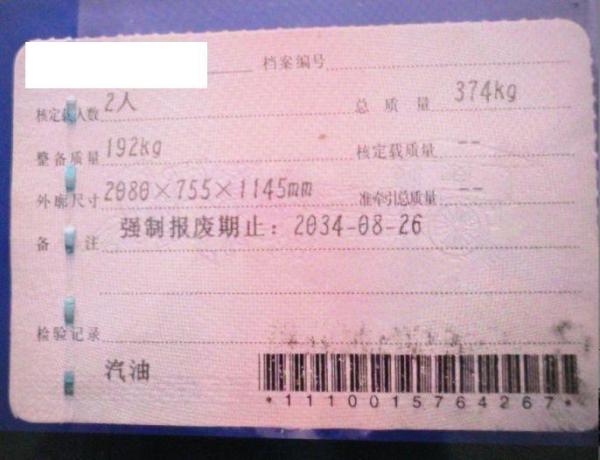 档案编号
核定载人数 2人 总质量 374kg
整备质量 192kg 核定载质量 --
外廓尺寸 2080×755×1145mm 准牵引总质量 --
备注 强制报废期止：2034-08-26
检验记录
汽油
*1110015764267*